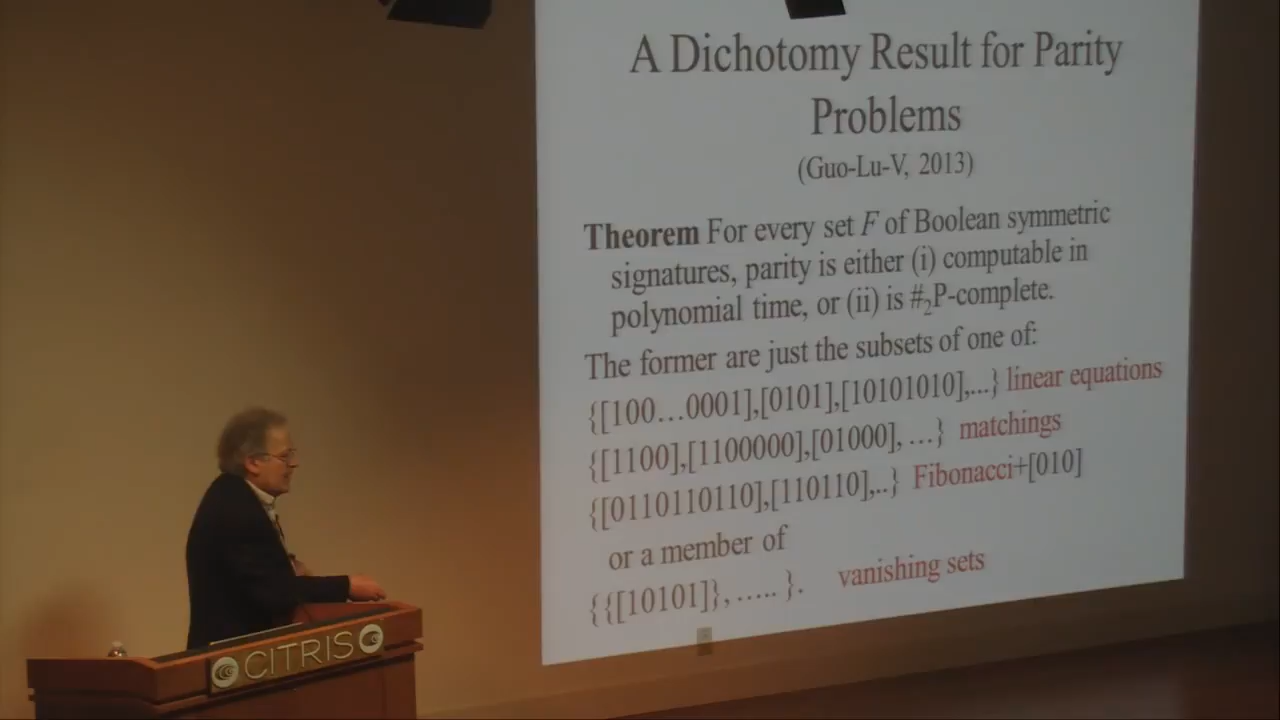 A Dichotomy Result for Parity
Problems
(Guo-Lu-V, 2013)
Theorem For every set F of Boolean symmetric
signatures, parity is either (i) computable in
polynomial time, or (ii) is #₂P-complete.
The former are just the subsets of one of:
{[100…0001],[0101],[10101010],...} linear equations
{[1100],[1100000],[01000], …} matchings
{[0110110110],[110110],..} Fibonacci+[010]
or a member of
{{[10101]}, ….. }. vanishing sets
CITRIS